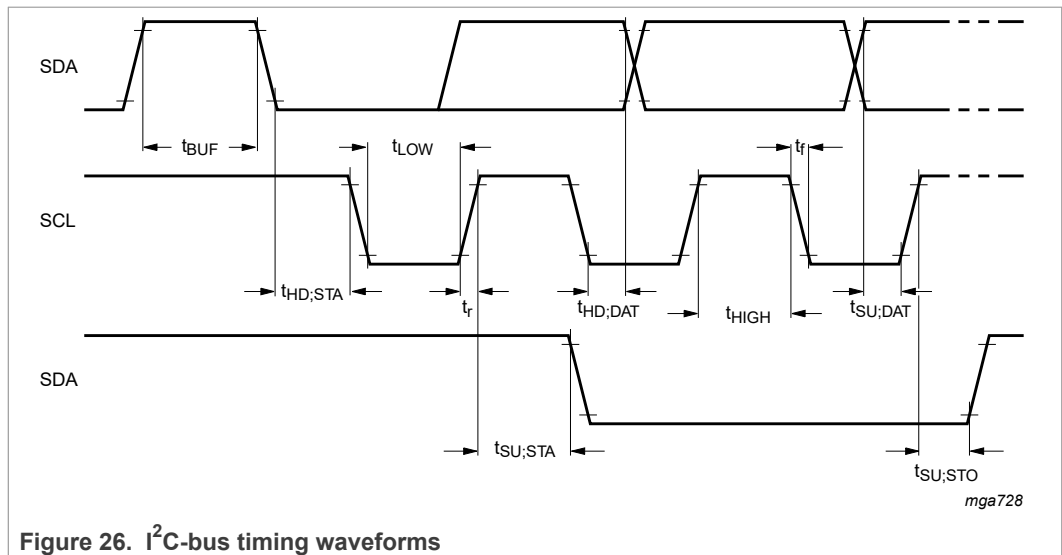 SDA
tBUF
tLOW
tf
SCL
tHD;STA
tr
tHD;DAT
tHIGH
tSU;DAT
SDA
tSU;STA
tSU;STO
mga728
Figure 26. I²C-bus timing waveforms